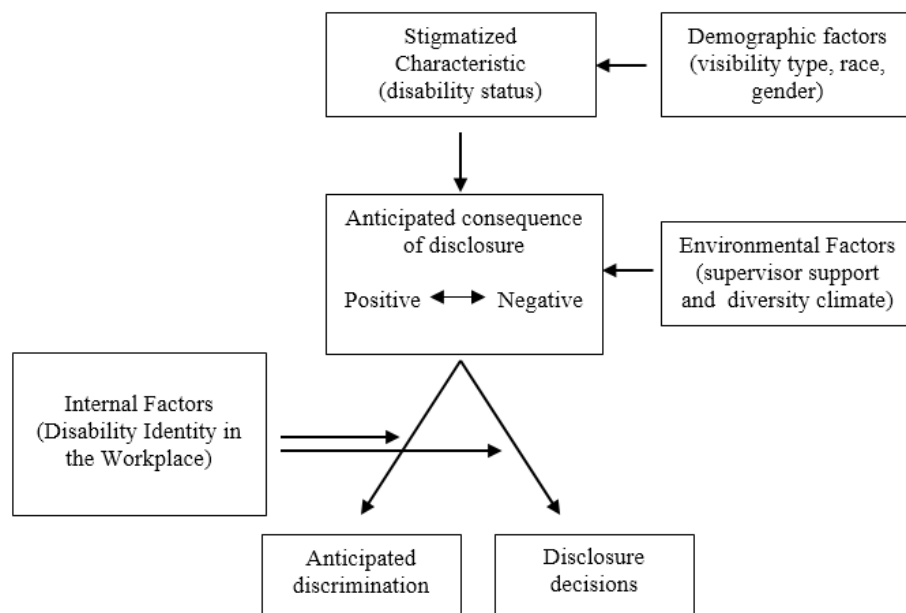 Stigmatized
Characteristic
(disability status)
Demographic factors
(visibility type, race,
gender)
Anticipated consequence
of disclosure
Positive Negative
Environmental Factors
(supervisor support
and diversity climate)
Internal Factors
(Disability Identity in
the Workplace)
Anticipated
discrimination
Disclosure
decisions